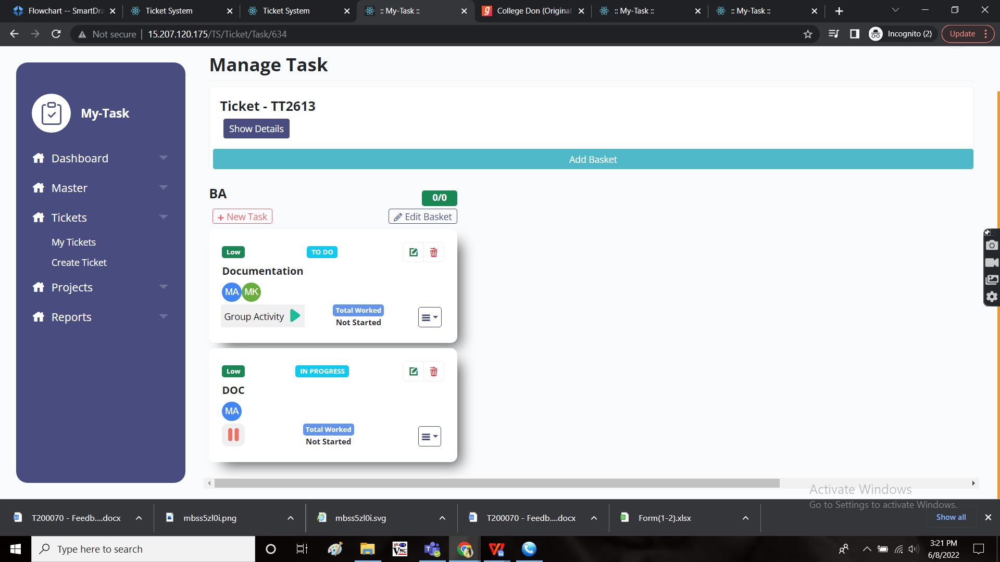 Flowchart -- SmartDra
Ticket System
Ticket System
:: My-Task ::
College Don (Original
:: My-Task ::
:: My-Task ::
Not secure
15.207.120.175/TS/Ticket/Task/634
Incognito (2)
Update
My-Task
Dashboard
Master
Tickets
My Tickets
Create Ticket
Projects
Reports
Manage Task
Ticket - TT2613
Show Details
Add Basket
BA
0/0
+ New Task
Edit Basket
Low
TO DO
Documentation
MA
MK
Group Activity
Total Worked
Not Started
Low
IN PROGRESS
DOC
MA
Total Worked
Not Started
Activate Windows
Go to Settings to activate Windows.
T200070 - Feedb....docx
mbss5zl0i.png
mbss5zl0i.svg
T200070 - Feedb....docx
Form(1-2).xlsx
Show all
Type here to search
3:21 PM
6/8/2022